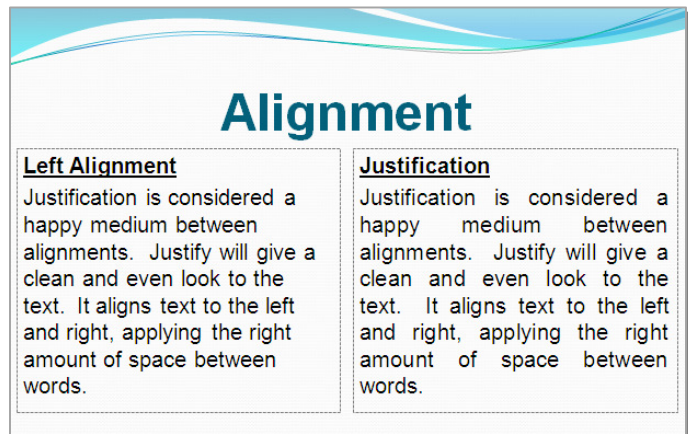 Alignment
Left Alignment
Justification is considered a
happy medium between
alignments.  Justify will give a
clean and even look to the
text.  It aligns text to the left
and right, applying the right
amount of space between
words.
Justification
Justification is considered a
happy medium between
alignments.  Justify will give a
clean and even look to the
text.  It aligns text to the left
and right, applying the right
amount of space between
words.